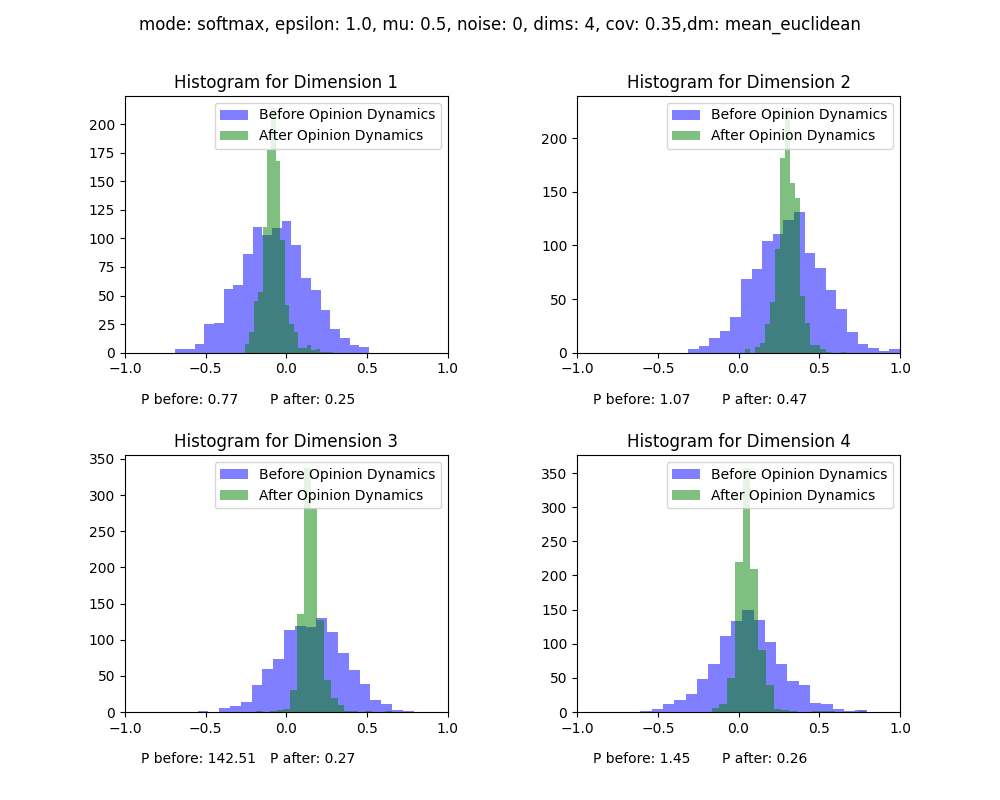 mode: softmax, epsilon: 1.0, mu: 0.5, noise: 0, dims: 4, cov: 0.35,dm: mean_euclidean
Histogram for Dimension 1
Before Opinion Dynamics
After Opinion Dynamics
200
175
150
125
100
75
50
25
0
−1.0 −0.5 0.0 0.5 1.0
P before: 0.77 P after: 0.25
Histogram for Dimension 2
Before Opinion Dynamics
After Opinion Dynamics
200
150
100
50
0
−1.0 −0.5 0.0 0.5 1.0
P before: 1.07 P after: 0.47
Histogram for Dimension 3
Before Opinion Dynamics
After Opinion Dynamics
350
300
250
200
150
100
50
0
−1.0 −0.5 0.0 0.5 1.0
P before: 142.51 P after: 0.27
Histogram for Dimension 4
Before Opinion Dynamics
After Opinion Dynamics
350
300
250
200
150
100
50
0
−1.0 −0.5 0.0 0.5 1.0
P before: 1.45 P after: 0.26